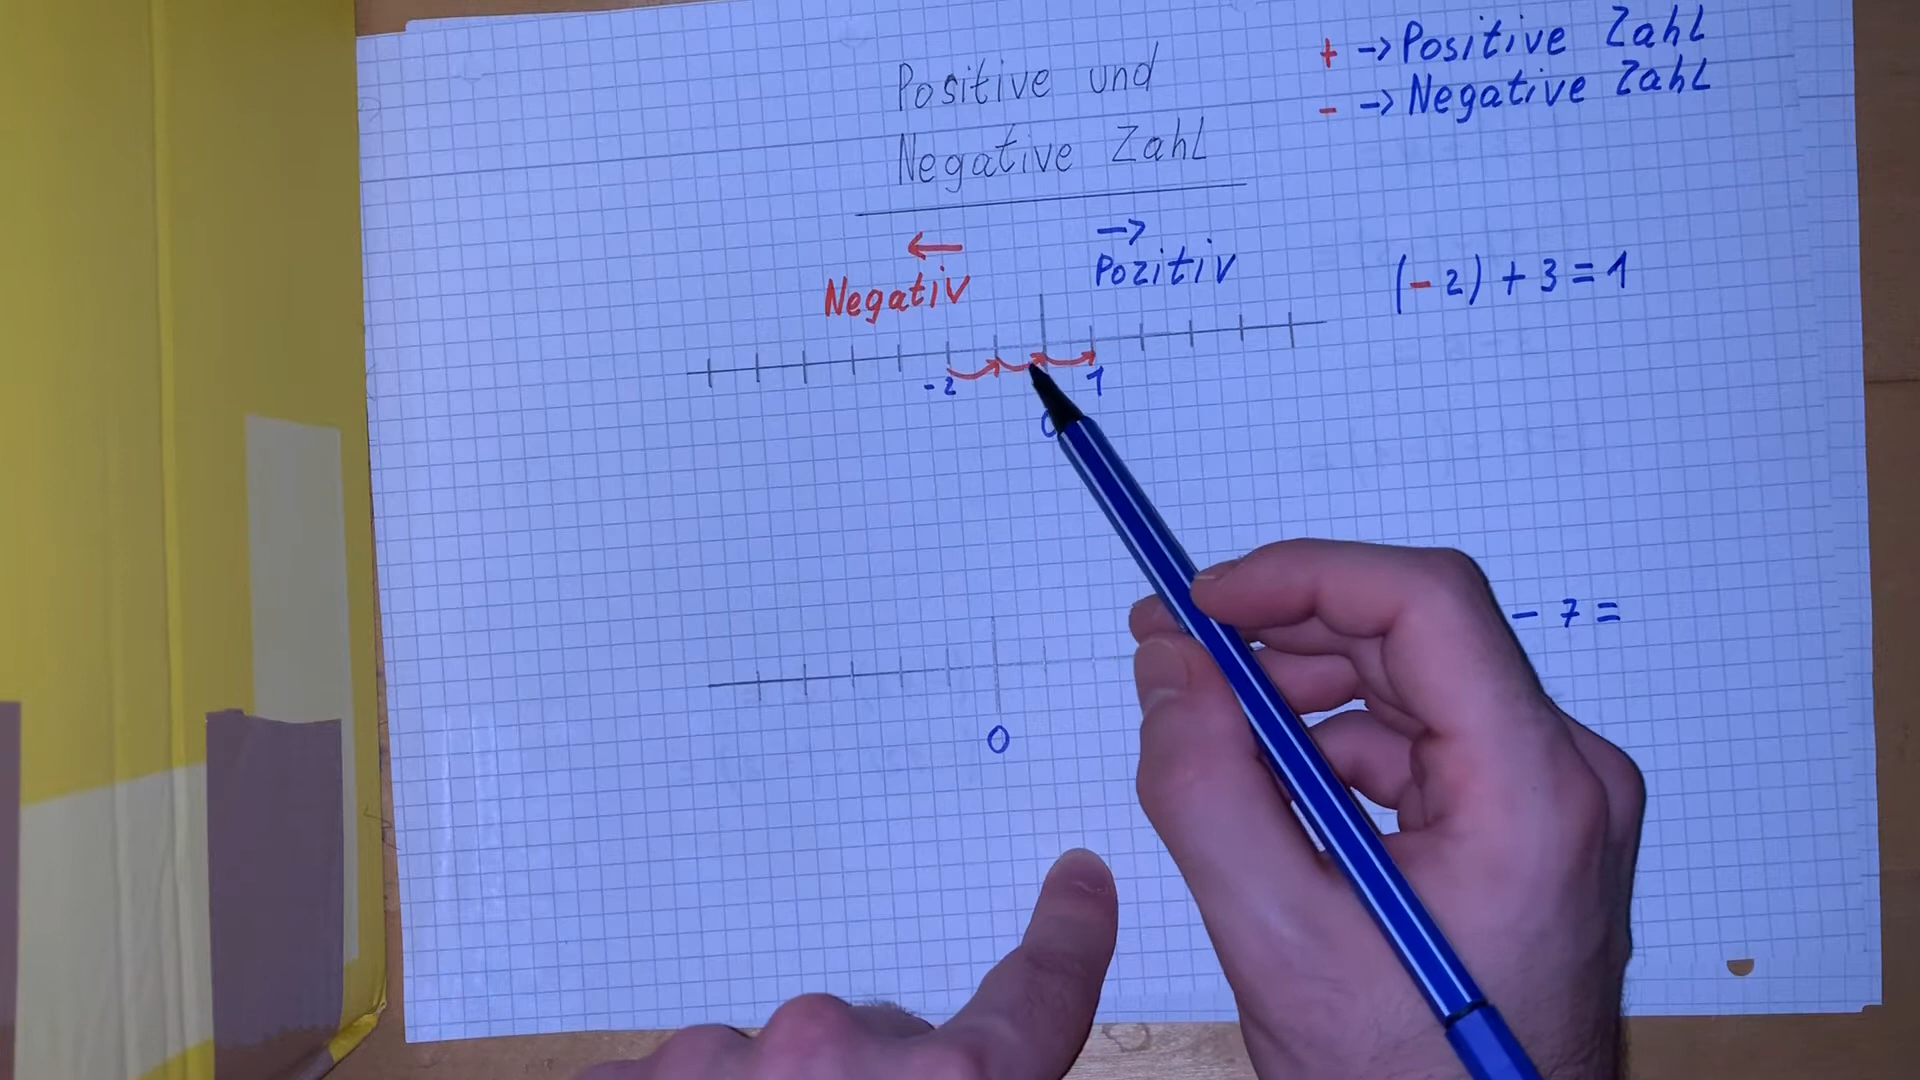 Positive und
Negative Zahl
+ -> Positive Zahl
- -> Negative Zahl
<-
Negativ
->
Pozitiv
(-2) + 3 = 1
-2
1
0
- 7 =
0